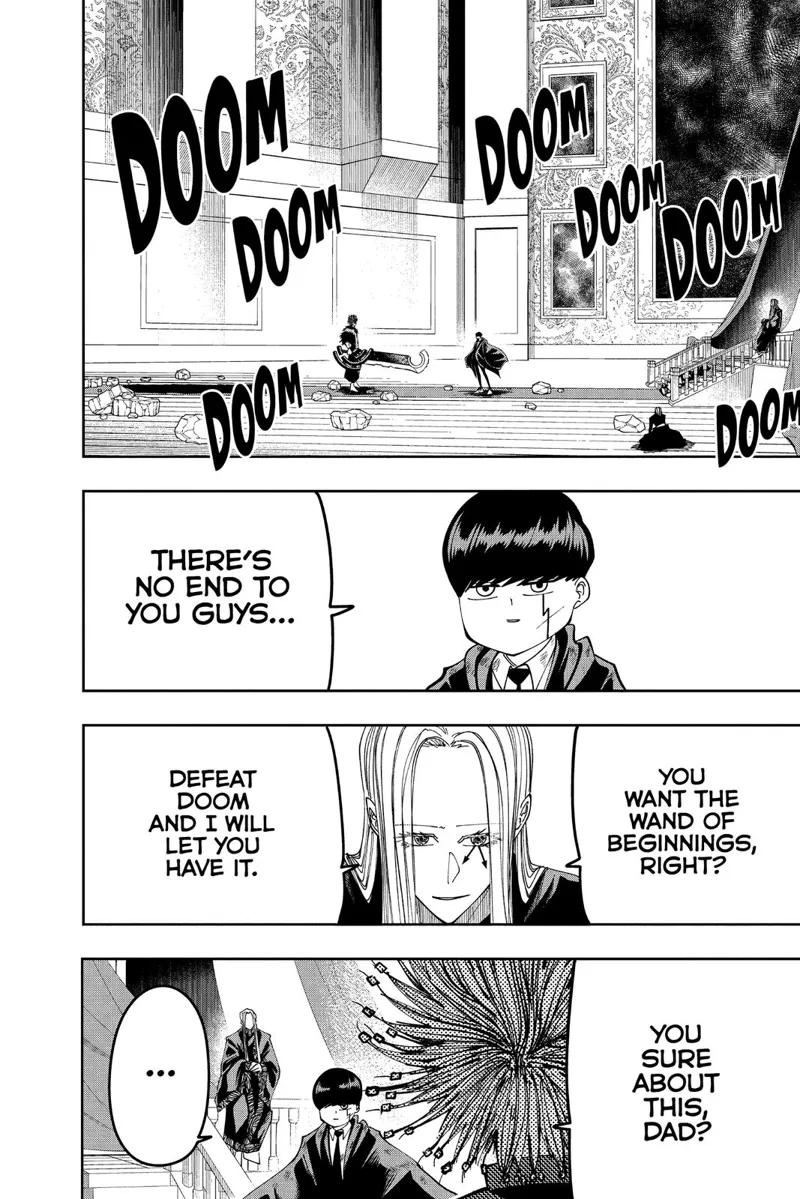 DOOM
DOOM
DOOM
DOOM
DOOM
DOOM
DOOM
THERE'S
NO END TO
YOU GUYS...
YOU
WANT THE
WAND OF
BEGINNINGS,
RIGHT?
DEFEAT
DOOM
AND I WILL
LET YOU
HAVE IT.
YOU
SURE
ABOUT
THIS,
DAD?
...